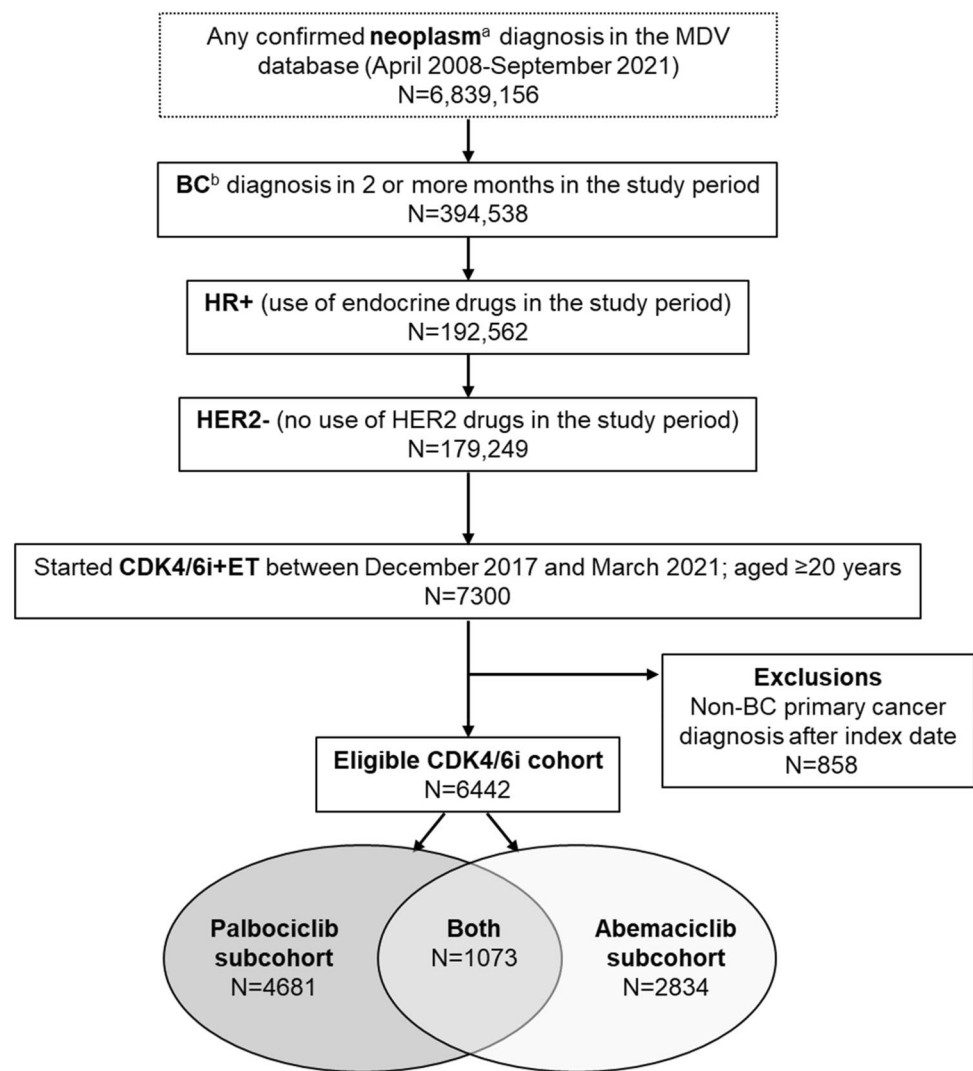 Any confirmed neoplasmᵃ diagnosis in the MDV
database (April 2008-September 2021)
N=6,839,156
BCᵇ diagnosis in 2 or more months in the study period
N=394,538
HR+ (use of endocrine drugs in the study period)
N=192,562
HER2- (no use of HER2 drugs in the study period)
N=179,249
Started CDK4/6i+ET between December 2017 and March 2021; aged ≥20 years
N=7300
Exclusions
Non-BC primary cancer
diagnosis after index date
N=858
Eligible CDK4/6i cohort
N=6442
Palbociclib
subcohort
N=4681
Both
N=1073
Abemaciclib
subcohort
N=2834